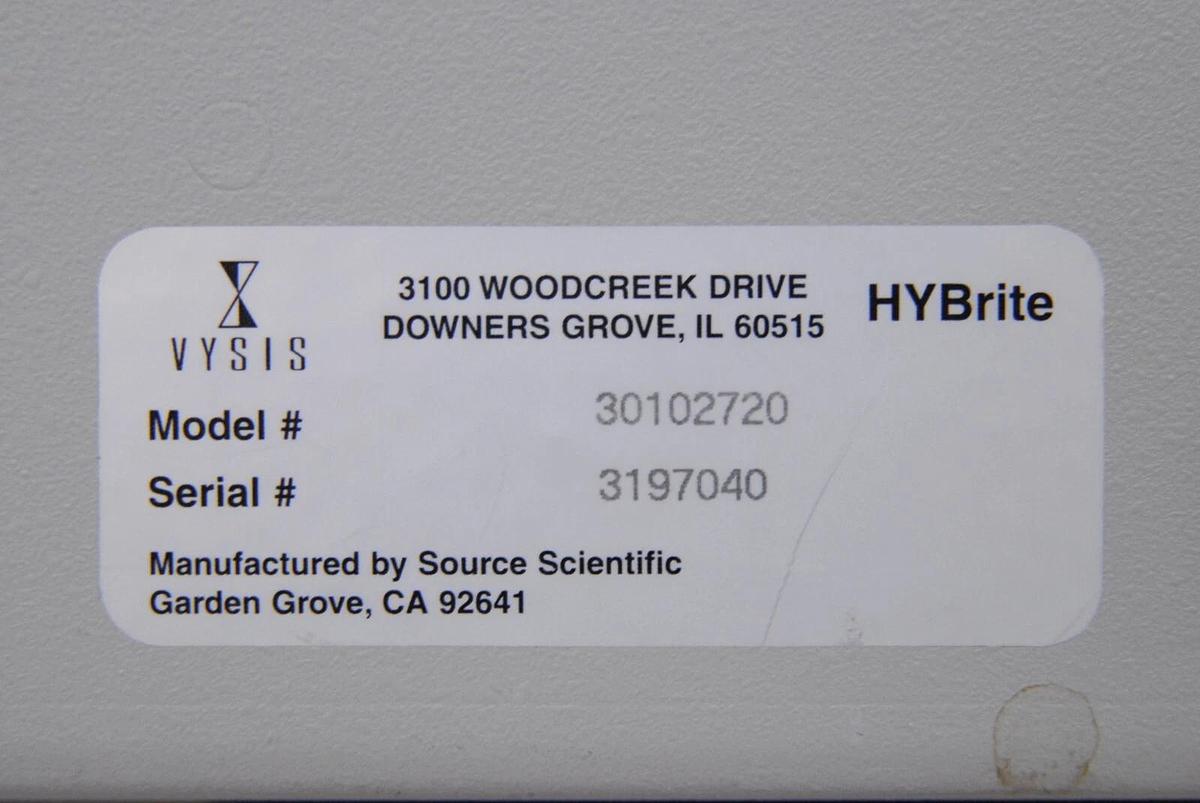 VYSIS
3100 WOODCREEK DRIVE
DOWNERS GROVE, IL 60515
HYBrite
Model # 30102720
Serial # 3197040
Manufactured by Source Scientific
Garden Grove, CA 92641